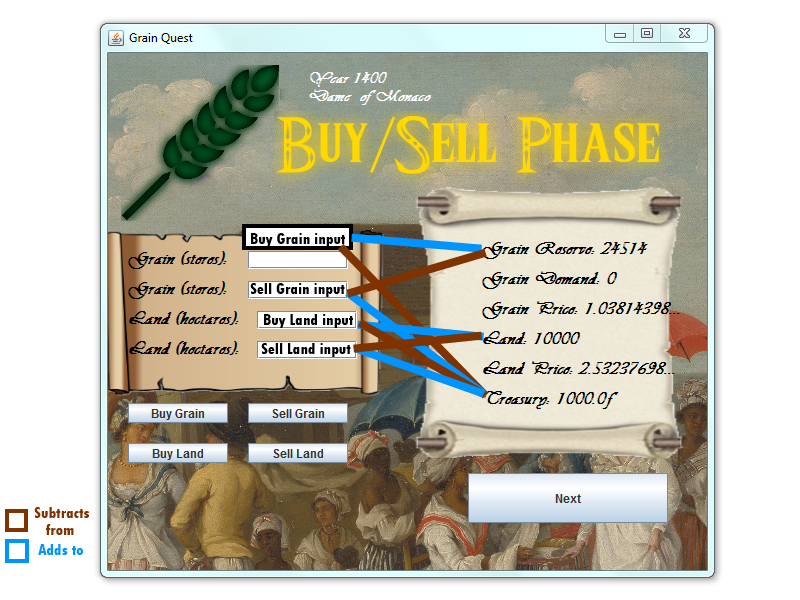 Grain Quest
Year 1400
Dame of Monaco
Buy/Sell Phase
Buy Grain input
Grain (stores):
Grain (stores):
Sell Grain input
Land (hectares):
Buy Land input
Land (hectares):
Sell Land input
Grain Reserve: 24514
Grain Demand: 0
Grain Price: 1.03814398...
Land: 10000
Land Price: 2.53237698...
Treasury: 1000.0f
Buy Grain
Sell Grain
Buy Land
Sell Land
Next
Subtracts
from
Adds to